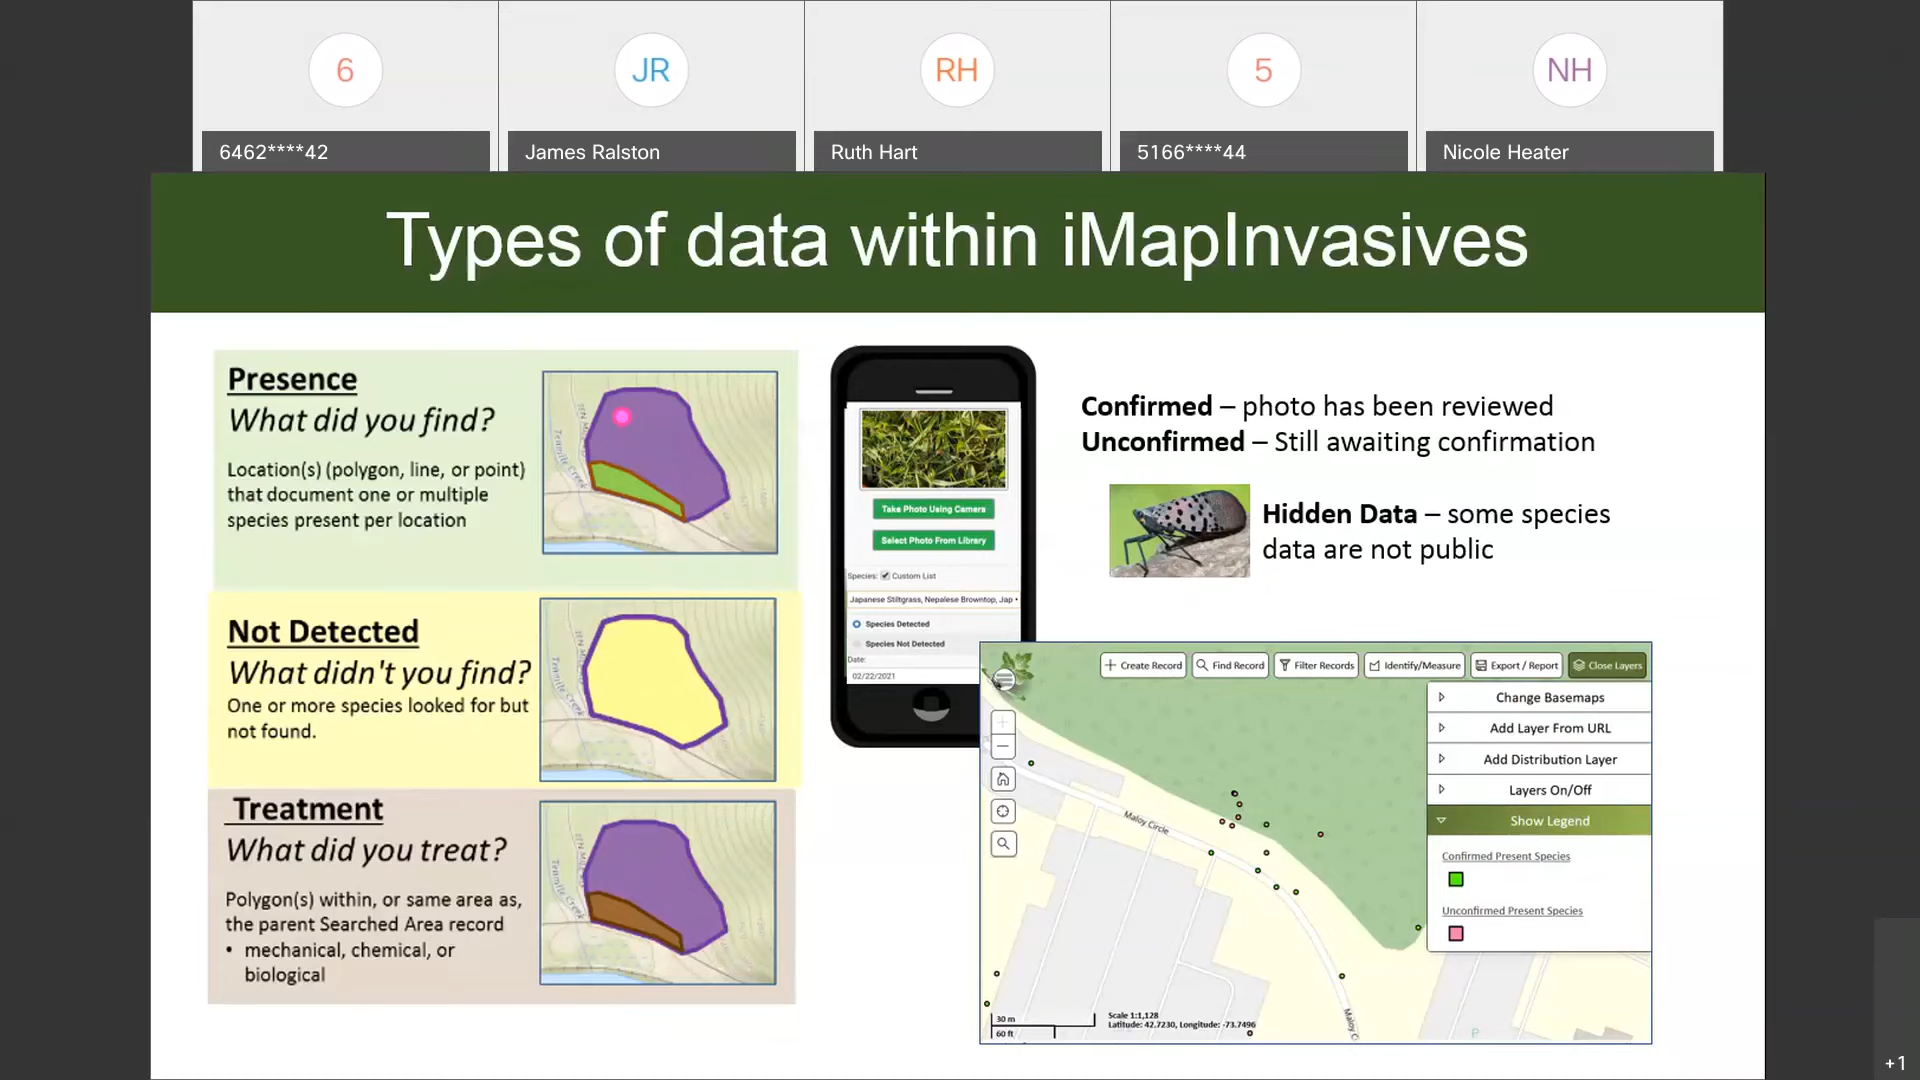 6
JR
RH
5
NH
6462****42
James Ralston
Ruth Hart
5166****44
Nicole Heater
Types of data within iMapInvasives
Presence
What did you find?
Location(s) (polygon, line, or point)
that document one or multiple
species present per location
Not Detected
What didn't you find?
One or more species looked for but
not found.
Treatment
What did you treat?
Polygon(s) within, or same area as,
the parent Searched Area record
• mechanical, chemical, or
biological
Take Photo Using Camera
Select Photo From Library
Species: Custom List
Japanese Stiltgrass, Nepalese Browntop, Jap
Species Detected
Species Not Detected
Date:
02/22/2021
Confirmed – photo has been reviewed
Unconfirmed – Still awaiting confirmation
Hidden Data – some species
data are not public
Create Record
Find Record
Filter Records
Identify/Measure
Export / Report
Close Layers
Change Basemaps
Add Layer From URL
Add Distribution Layer
Layers On/Off
Show Legend
Confirmed Present Species
Unconfirmed Present Species
Maloy Circle
Maloy C
P
30 m
60 ft
Scale 1:1,128
Latitude: 42.7230, Longitude: -73.7496
+1